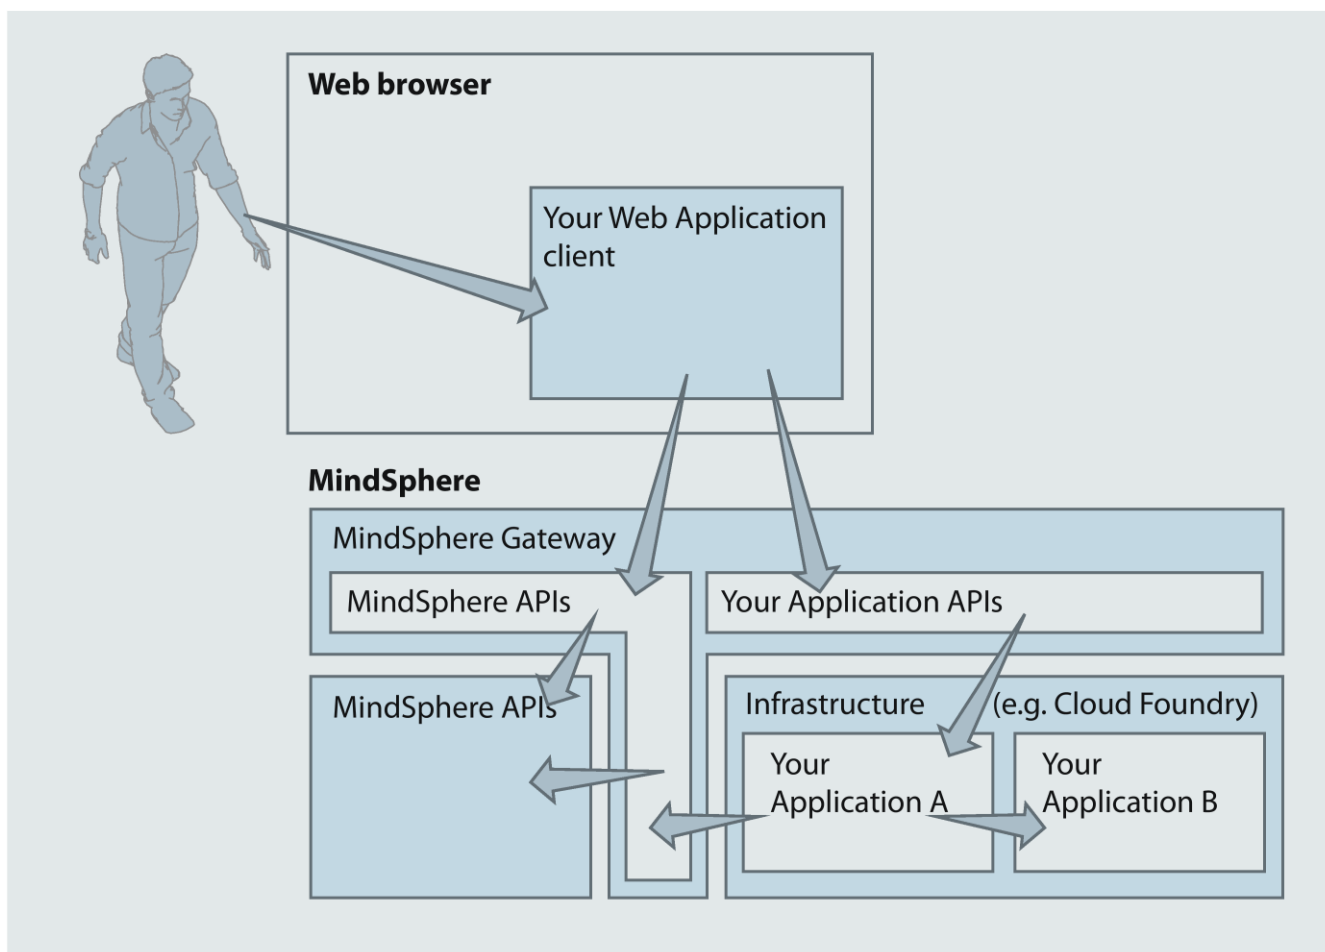 Web browser
Your Web Application
client
MindSphere
MindSphere Gateway
MindSphere APIs
Your Application APIs
MindSphere APIs
Infrastructure (e.g. Cloud Foundry)
Your
Application A
Your
Application B